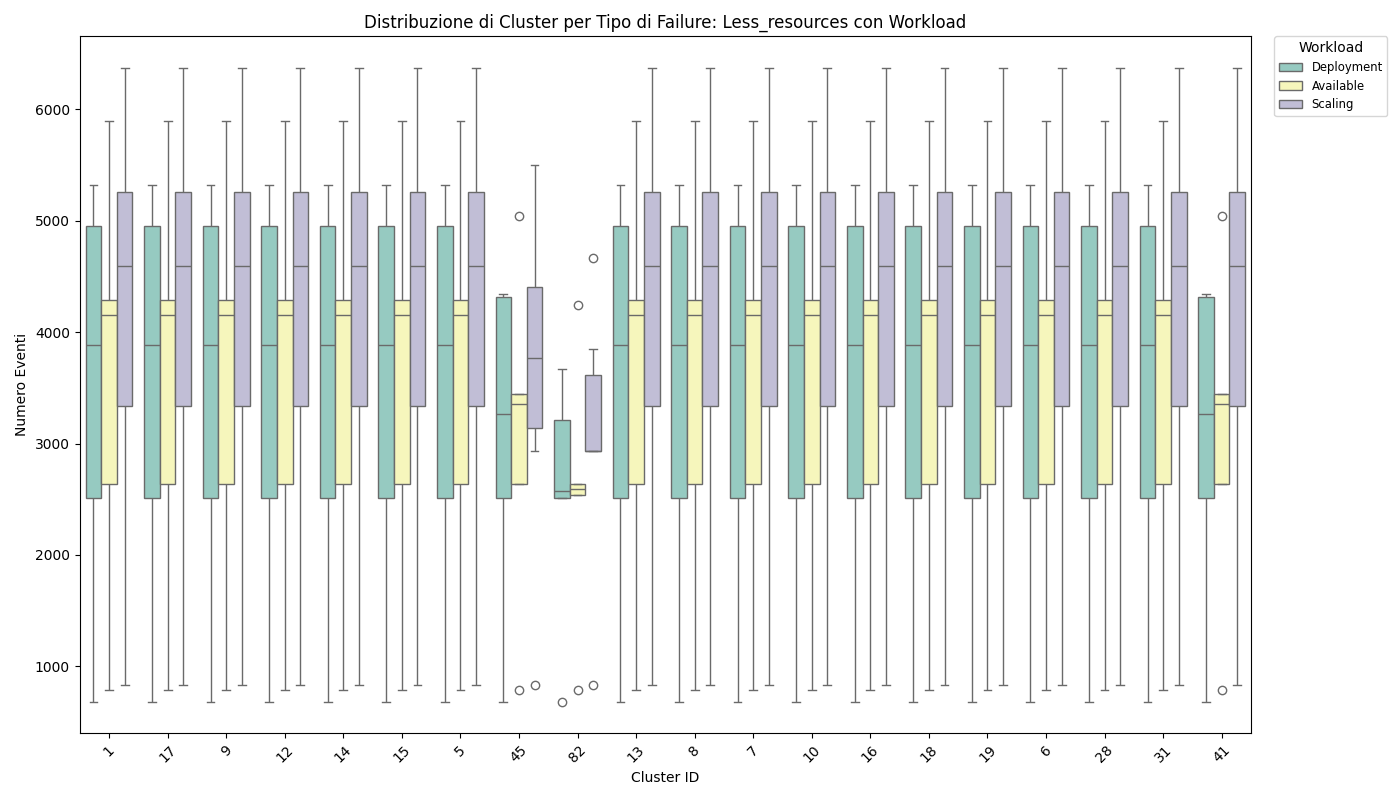 Distribuzione di Cluster per Tipo di Failure: Less_resources con Workload
Workload
Deployment
Available
Scaling
Numero Eventi
6000
5000
4000
3000
2000
1000
1 17 9 12 14 15 5 45 82 13 8 7 10 16 18 19 6 28 31 41
Cluster ID